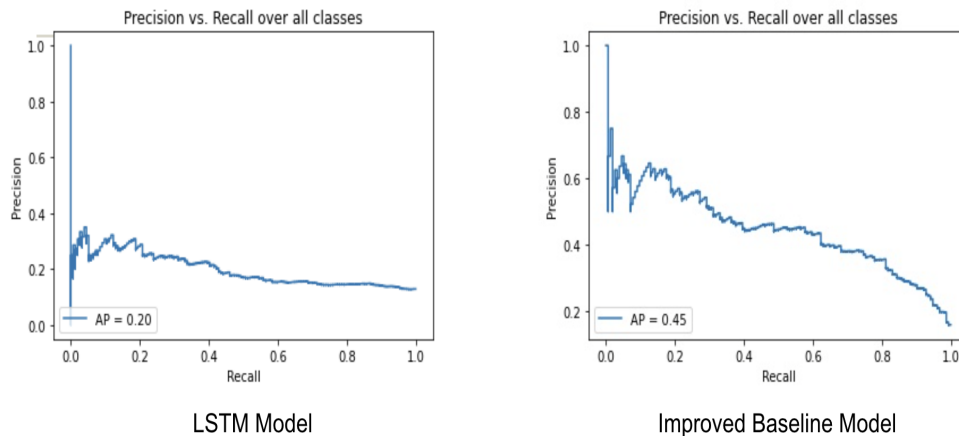 Precision vs. Recall over all classes
1.0
0.8
0.6
0.4
0.2
0.0
Precision
AP = 0.20
0.0 0.2 0.4 0.6 0.8 1.0
Recall
LSTM Model
Precision vs. Recall over all classes
1.0
0.8
0.6
0.4
0.2
Precision
AP = 0.45
0.0 0.2 0.4 0.6 0.8 1.0
Recall
Improved Baseline Model